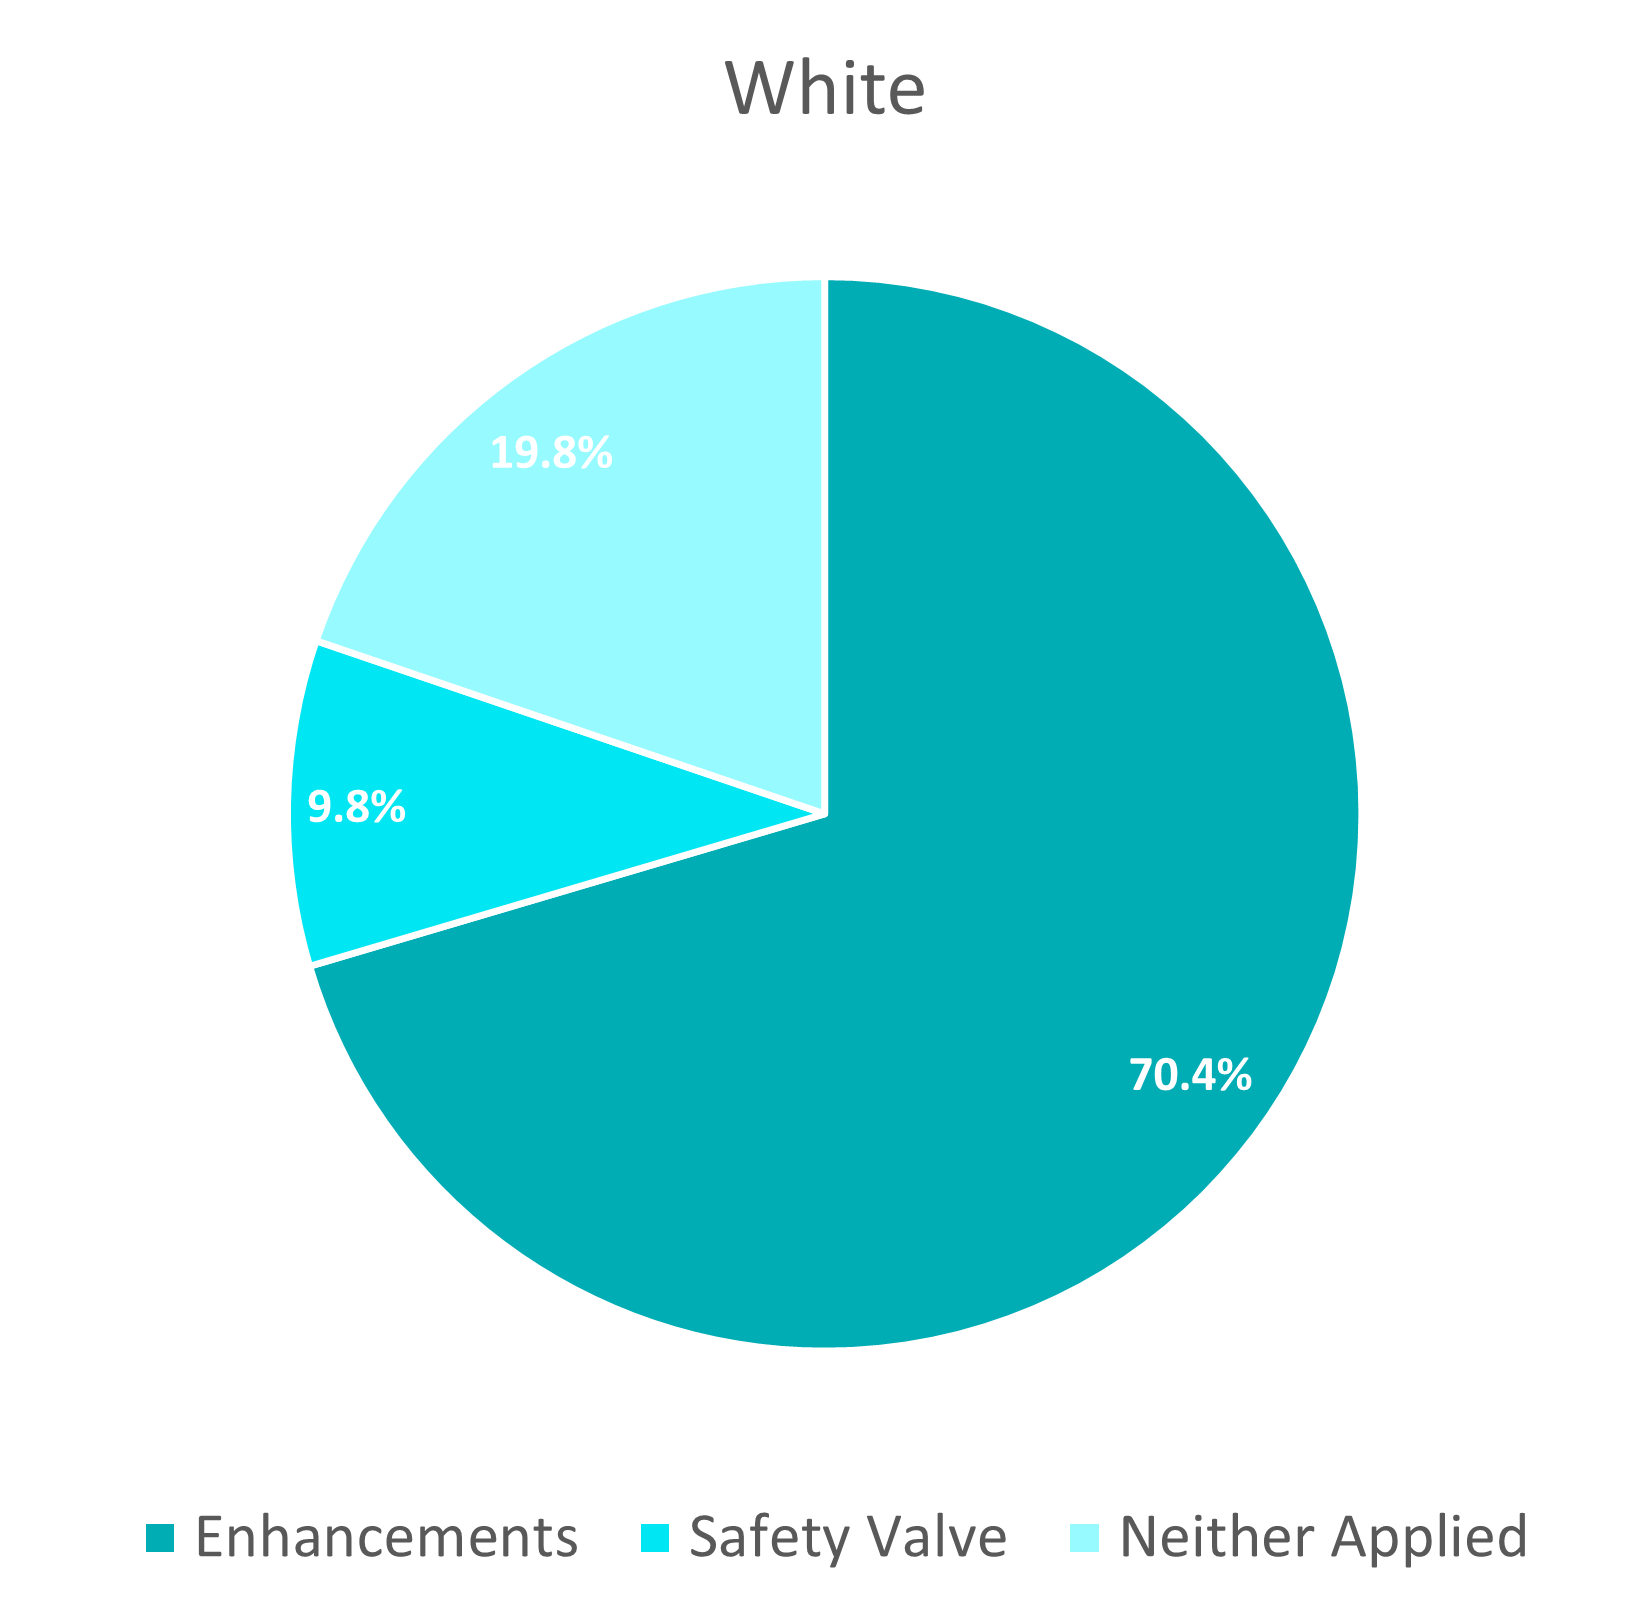 White
19.8%
9.8%
70.4%
Enhancements Safety Valve Neither Applied